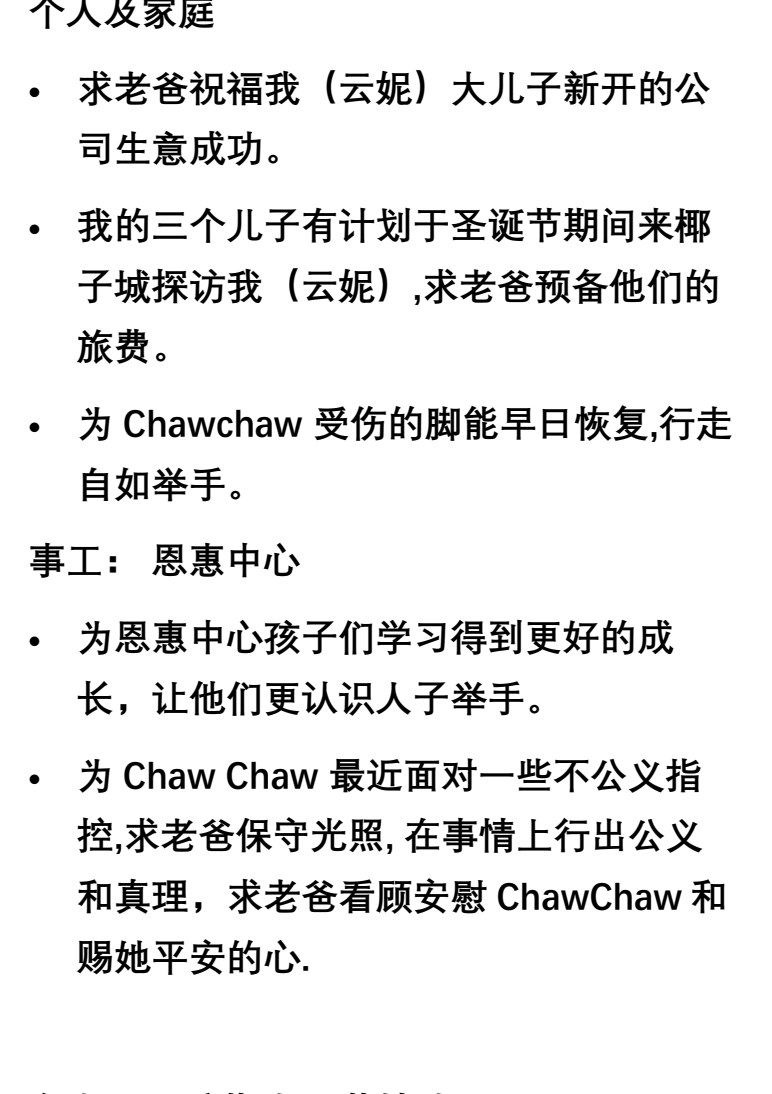 个人及家庭
• 求老爸祝福我（云妮）大儿子新开的公
司生意成功。
• 我的三个儿子有计划于圣诞节期间来椰
子城探访我（云妮）,求老爸预备他们的
旅费。
• 为 Chawchaw 受伤的脚能早日恢复,行走
自如举手。
事工： 恩惠中心
• 为恩惠中心孩子们学习得到更好的成
长，让他们更认识人子举手。
• 为 Chaw Chaw 最近面对一些不公义指
控,求老爸保守光照, 在事情上行出公义
和真理，求老爸看顾安慰 ChawChaw 和
赐她平安的心.